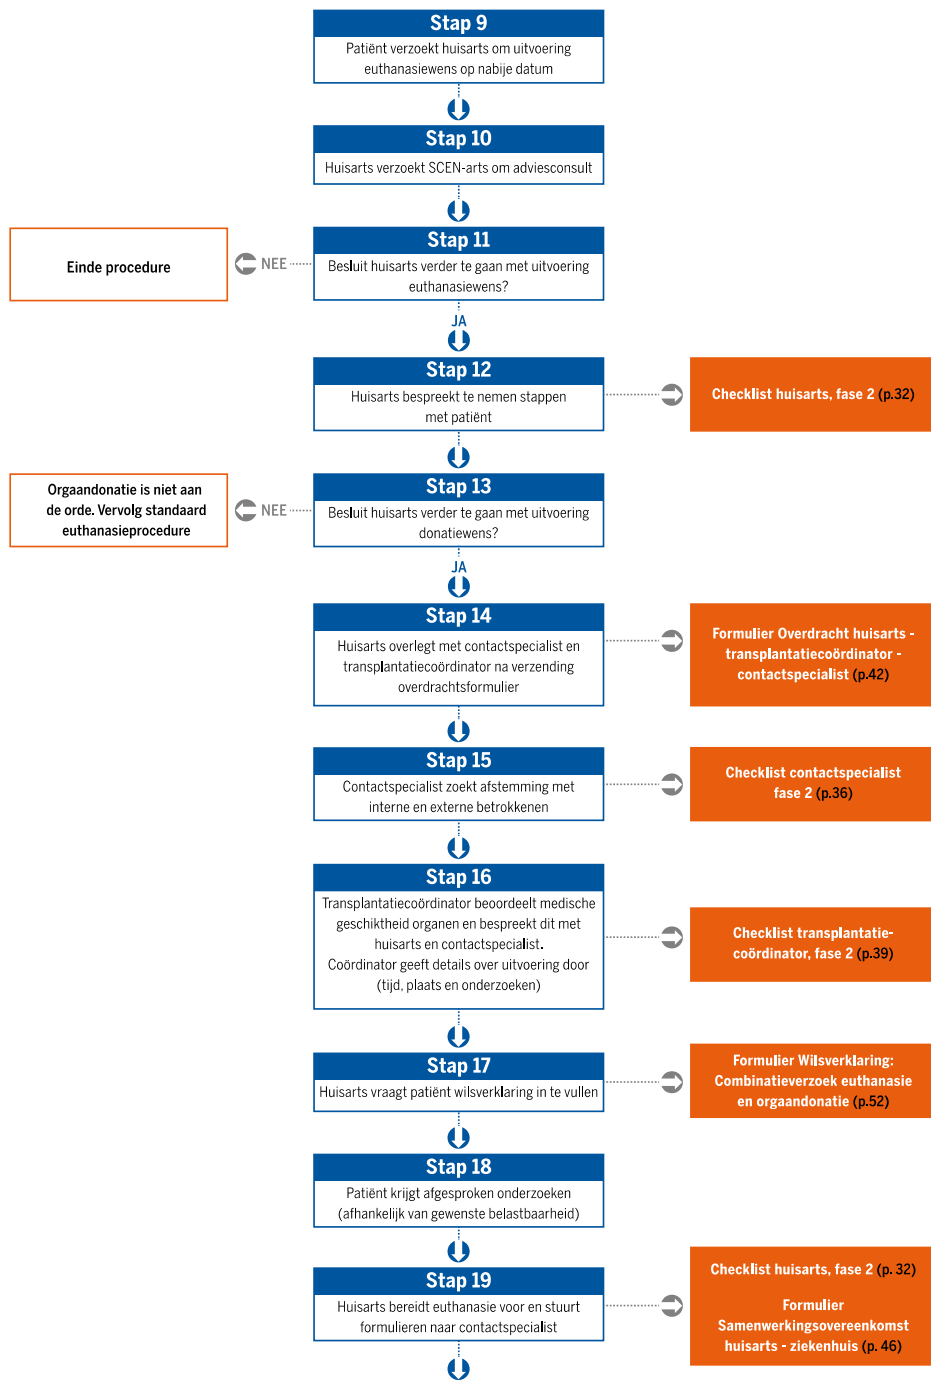 Stap 9
Patiënt verzoekt huisarts om uitvoering
euthanasiewens op nabije datum
Stap 10
Huisarts verzoekt SCEN-arts om adviesconsult
Stap 11
Besluit huisarts verder te gaan met uitvoering
euthanasiewens?
NEE
Einde procedure
JA
Stap 12
Huisarts bespreekt te nemen stappen
met patiënt
Checklist huisarts, fase 2 (p.32)
Stap 13
Besluit huisarts verder te gaan met uitvoering
donatiewens?
NEE
Orgaandonatie is niet aan
de orde. Vervolg standaard
euthanasieprocedure
JA
Stap 14
Huisarts overlegt met contactspecialist en
transplantatiecoördinator na verzending
overdrachtsformulier
Formulier Overdracht huisarts -
transplantatiecoördinator -
contactspecialist (p.42)
Stap 15
Contactspecialist zoekt afstemming met
interne en externe betrokkenen
Checklist contactspecialist
fase 2 (p.36)
Stap 16
Transplantatiecoördinator beoordeelt medische
geschiktheid organen en bespreekt dit met
huisarts en contactspecialist.
Coördinator geeft details over uitvoering door
(tijd, plaats en onderzoeken)
Checklist transplantatie-
coördinator, fase 2 (p.39)
Stap 17
Huisarts vraagt patiënt wilsverklaring in te vullen
Formulier Wilsverklaring:
Combinatieverzoek euthanasie
en orgaandonatie (p.52)
Stap 18
Patiënt krijgt afgesproken onderzoeken
(afhankelijk van gewenste belastbaarheid)
Stap 19
Huisarts bereidt euthanasie voor en stuurt
formulieren naar contactspecialist
Checklist huisarts, fase 2 (p. 32)
Formulier
Samenwerkingsovereenkomst
huisarts - ziekenhuis (p. 46)